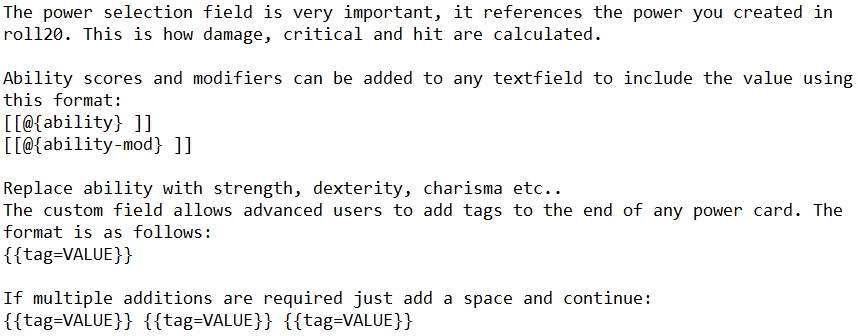 The power selection field is very important, it references the power you created in
roll20. This is how damage, critical and hit are calculated.
Ability scores and modifiers can be added to any textfield to include the value using
this format:
[[@{ability} ]]
[[@{ability-mod} ]]
Replace ability with strength, dexterity, charisma etc..
The custom field allows advanced users to add tags to the end of any power card. The
format is as follows:
{{tag=VALUE}}
If multiple additions are required just add a space and continue:
{{tag=VALUE}} {{tag=VALUE}} {{tag=VALUE}}